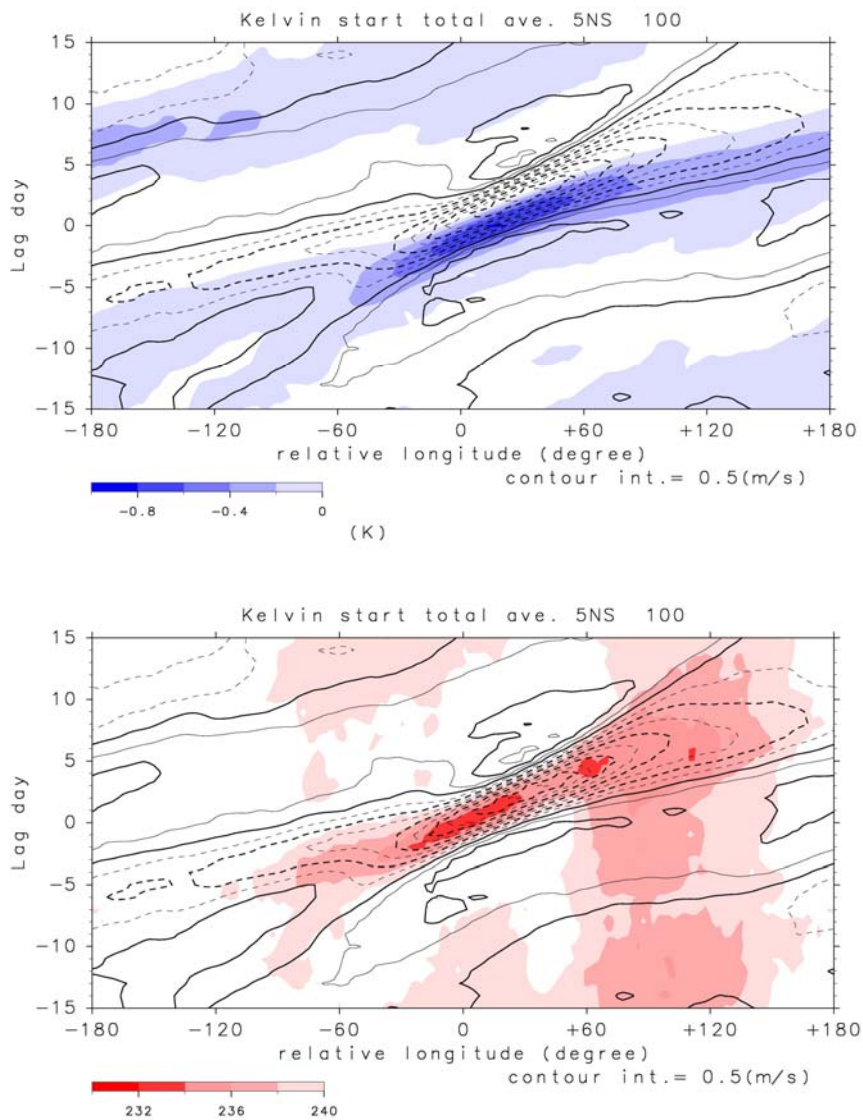 Kelvin start total ave. 5NS 100
15
10
5
0
-5
-10
-15
Lag day
-180 -120 -60 0 +60 +120 +180
relative longitude (degree)
contour int.= 0.5(m/s)
-0.8 -0.4 0
(K)
Kelvin start total ave. 5NS 100
15
10
5
0
-5
-10
-15
Lag day
-180 -120 -60 0 +60 +120 +180
relative longitude (degree)
contour int.= 0.5(m/s)
232 236 240